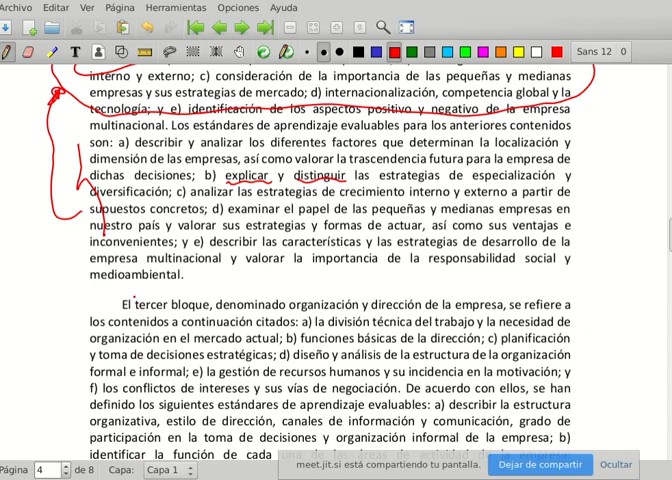 Archivo Editar Ver Página Herramientas Opciones Ayuda
T
Sans 12 0
interno y externo; c) consideración de la importancia de las pequeñas y medianas
empresas y sus estrategias de mercado; d) internacionalización, competencia global y la
tecnología; y e) identificación de los aspectos positivo y negativo de la empresa
multinacional. Los estándares de aprendizaje evaluables para los anteriores contenidos
son: a) describir y analizar los diferentes factores que determinan la localización y
dimensión de las empresas, así como valorar la trascendencia futura para la empresa de
dichas decisiones; b) explicar y distinguir las estrategias de especialización y
diversificación; c) analizar las estrategias de crecimiento interno y externo a partir de
supuestos concretos; d) examinar el papel de las pequeñas y medianas empresas en
nuestro país y valorar sus estrategias y formas de actuar, así como sus ventajas e
inconvenientes; y e) describir las características y las estrategias de desarrollo de la
empresa multinacional y valorar la importancia de la responsabilidad social y
medioambiental.
El tercer bloque, denominado organización y dirección de la empresa, se refiere a
los contenidos a continuación citados: a) la división técnica del trabajo y la necesidad de
organización en el mercado actual; b) funciones básicas de la dirección; c) planificación
y toma de decisiones estratégicas; d) diseño y análisis de la estructura de la organización
formal e informal; e) la gestión de recursos humanos y su incidencia en la motivación; y
f) los conflictos de intereses y sus vías de negociación. De acuerdo con ellos, se han
definido los siguientes estándares de aprendizaje evaluables: a) describir la estructura
organizativa, estilo de dirección, canales de información y comunicación, grado de
participación en la toma de decisiones y organización informal de la empresa; b)
identificar la función de cada una de las áreas de actividad de la empresa:
Página 4 de 8 Capa: Capa 1
meet.jit.si está compartiendo tu pantalla. Dejar de compartir Ocultar